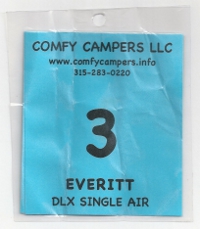 COMFY CAMPERS LLC
www.comfycampers.info
315-283-0220
3
EVERITT
DLX SINGLE AIR